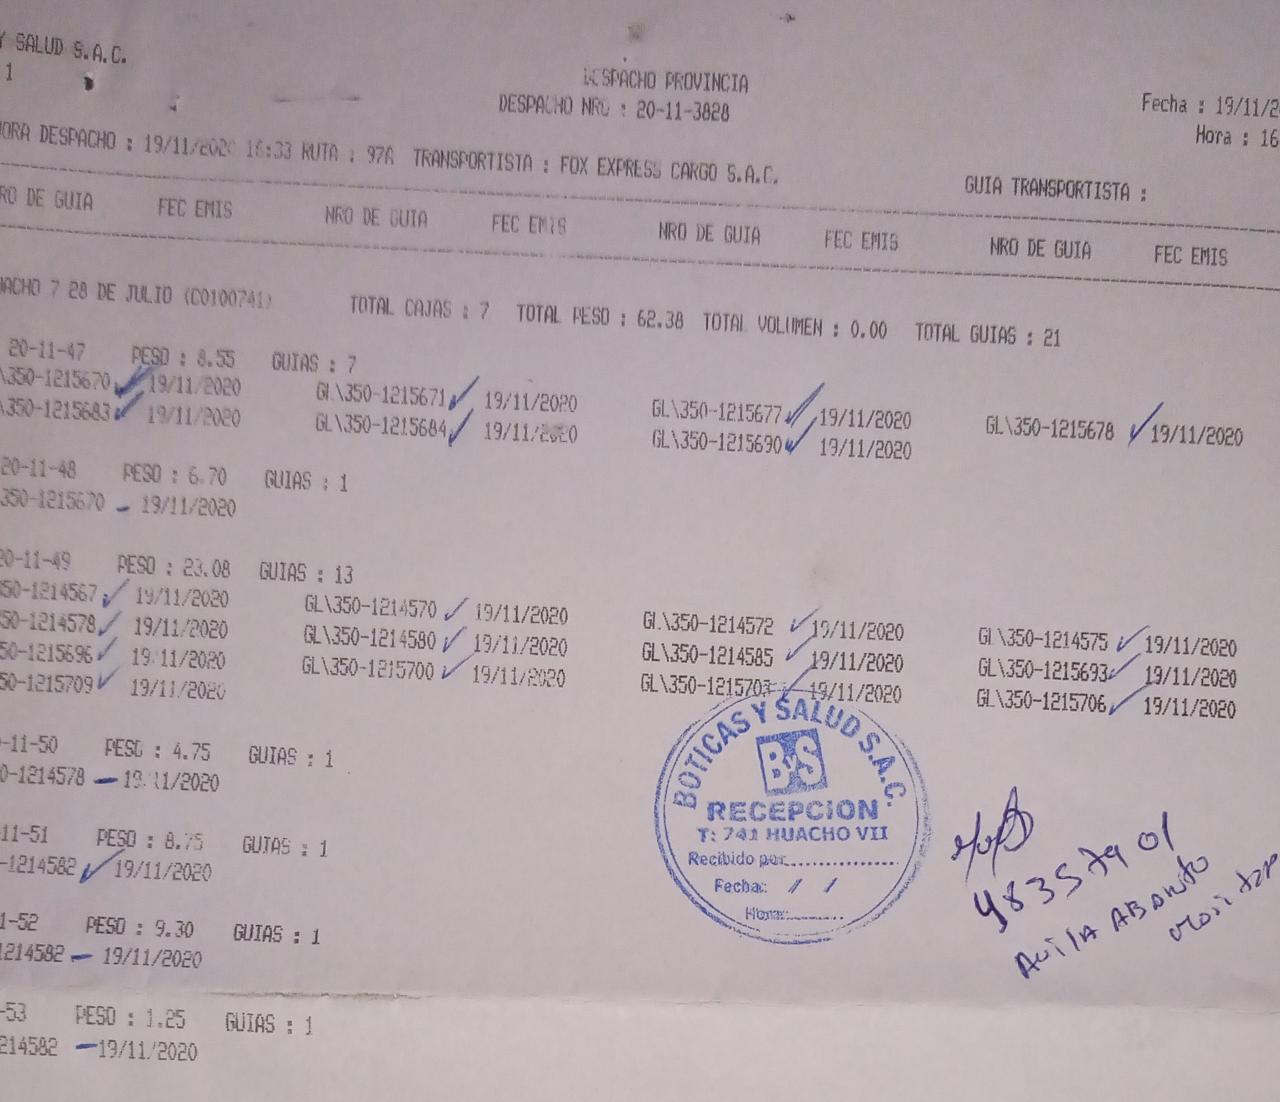 Y SALUD S.A.C.
1
DESPACHO PROVINCIA
DESPACHO NRO : 20-11-3828
Fecha : 19/11/2
Hora : 16
ORA DESPACHO : 19/11/2020 16:33 RUTA : 97A TRANSPORTISTA : FOX EXPRESS CARGO S.A.C.
GUIA TRANSPORTISTA :
RO DE GUIA FEC EMIS NRO DE GUIA FEC EMIS NRO DE GUIA FEC EMIS NRO DE GUIA FEC EMIS
ACHO 7 28 DE JULIO (C0100741) TOTAL CAJAS : 7 TOTAL PESO : 62.38 TOTAL VOLUMEN : 0.00 TOTAL GUIAS : 21
20-11-47 PESO : 8.55 GUIAS : 7
\350-1215670 19/11/2020 GL\350-1215671 19/11/2020 GL\350-1215677 19/11/2020 GL\350-1215678 19/11/2020
\350-1215683 19/11/2020 GL\350-1215684 19/11/2020 GL\350-1215690 19/11/2020
20-11-48 PESO : 6.70 GUIAS : 1
350-1215670 19/11/2020
20-11-49 PESO : 23.08 GUIAS : 13
50-1214567 19/11/2020 GL\350-1214570 19/11/2020 GL\350-1214572 19/11/2020 GL\350-1214575 19/11/2020
50-1214578 19/11/2020 GL\350-1214580 19/11/2020 GL\350-1214585 19/11/2020 GL\350-1215693 19/11/2020
50-1215696 19/11/2020 GL\350-1215700 19/11/2020 GL\350-1215703 19/11/2020 GL\350-1215706 19/11/2020
50-1215709 19/11/2020
-11-50 PESO : 4.75 GUIAS : 1
0-1214578 19/11/2020
11-51 PESO : 8.75 GUIAS : 1
-1214582 19/11/2020
1-52 PESO : 9.30 GUIAS : 1
1214582 19/11/2020
-53 PESO : 1.25 GUIAS : 1
214582 19/11/2020
BOTICAS Y SALUD S.A.C.
ByS
RECEPCION
T: 741 HUACHO VII
Recibido por:
Fecha: / /
Hora:
48357901
Avila ABanto